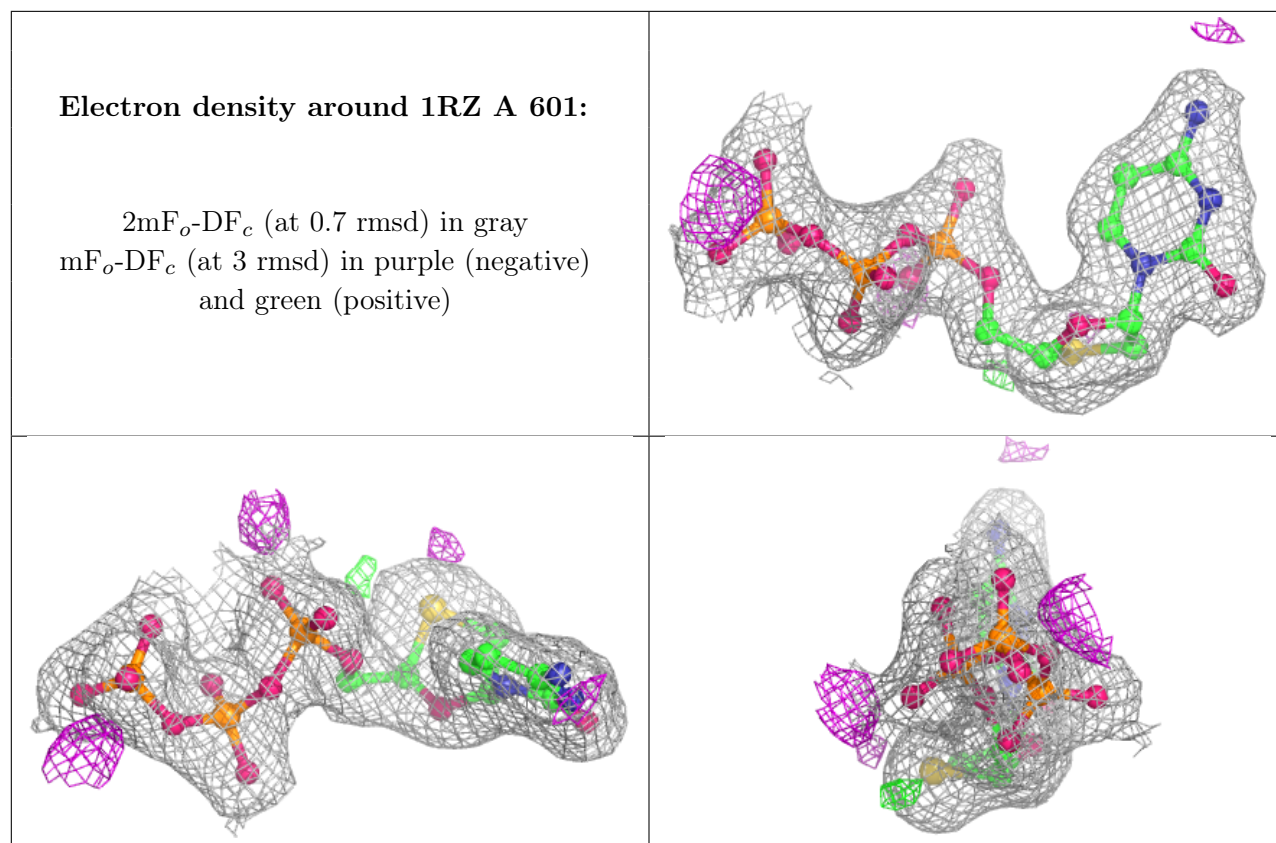 Electron density around 1RZ A 601:
2mFo-DFc (at 0.7 rmsd) in gray
mFo-DFc (at 3 rmsd) in purple (negative)
and green (positive)